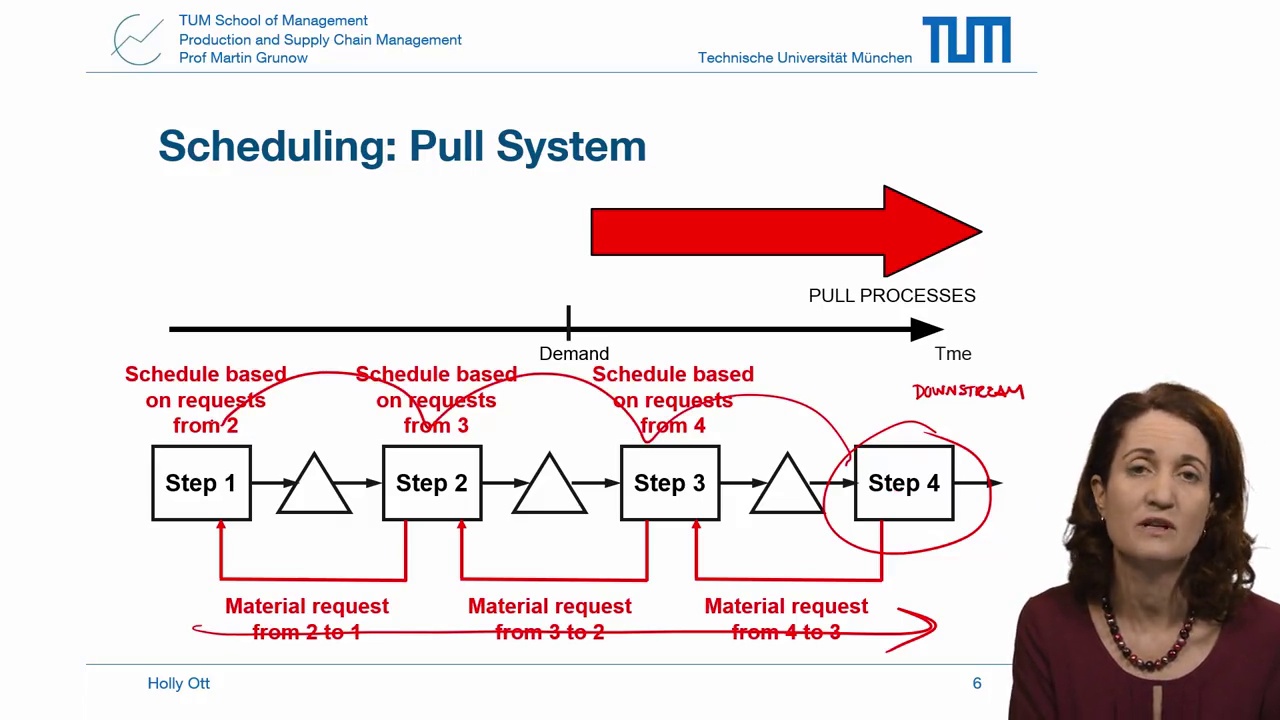 TUM School of Management
Production and Supply Chain Management
Prof Martin Grunow
Technische Universität München
TUM
Scheduling: Pull System
PULL PROCESSES
Demand
Tme
Schedule based
on requests
from 2
Schedule based
on requests
from 3
Schedule based
on requests
from 4
DOWNSTREAM
Step 1
Step 2
Step 3
Step 4
Material request
from 2 to 1
Material request
from 3 to 2
Material request
from 4 to 3
Holly Ott
6